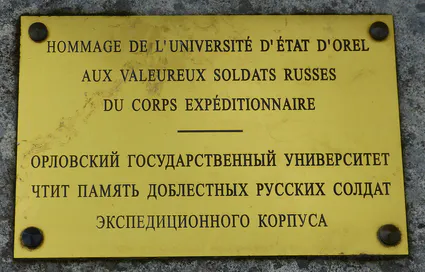 HOMMAGE DE L'UNIVERSITÉ D'ÉTAT D'OREL
AUX VALEUREUX SOLDATS RUSSES
DU CORPS EXPÉDITIONNAIRE
ОРЛОВСКИЙ ГОСУДАРСТВЕННЫЙ УНИВЕРСИТЕТ
ЧТИТ ПАМЯТЬ ДОБЛЕСТНЫХ РУССКИХ СОЛДАТ
ЭКСПЕДИЦИОННОГО КОРПУСА